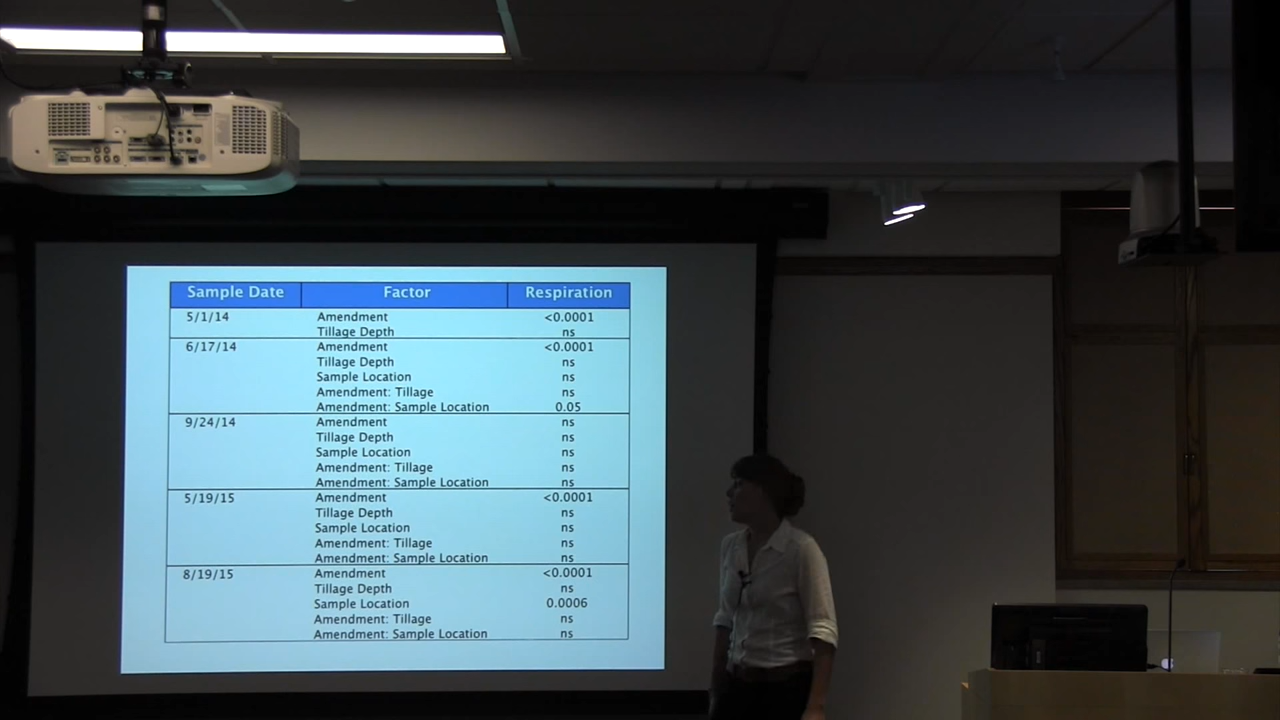 Sample Date Factor Respiration
5/1/14 Amendment <0.0001
Tillage Depth ns
6/17/14 Amendment <0.0001
Tillage Depth ns
Sample Location ns
Amendment: Tillage ns
Amendment: Sample Location 0.05
9/24/14 Amendment ns
Tillage Depth ns
Sample Location ns
Amendment: Tillage ns
Amendment: Sample Location ns
5/19/15 Amendment <0.0001
Tillage Depth ns
Sample Location ns
Amendment: Tillage ns
Amendment: Sample Location ns
8/19/15 Amendment <0.0001
Tillage Depth ns
Sample Location 0.0006
Amendment: Tillage ns
Amendment: Sample Location ns